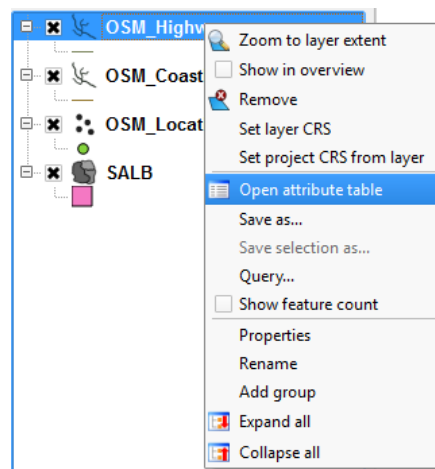 OSM_Highw
OSM_Coast
OSM_Locat
SALB
Zoom to layer extent
Show in overview
Remove
Set layer CRS
Set project CRS from layer
Open attribute table
Save as...
Save selection as...
Query...
Show feature count
Properties
Rename
Add group
Expand all
Collapse all